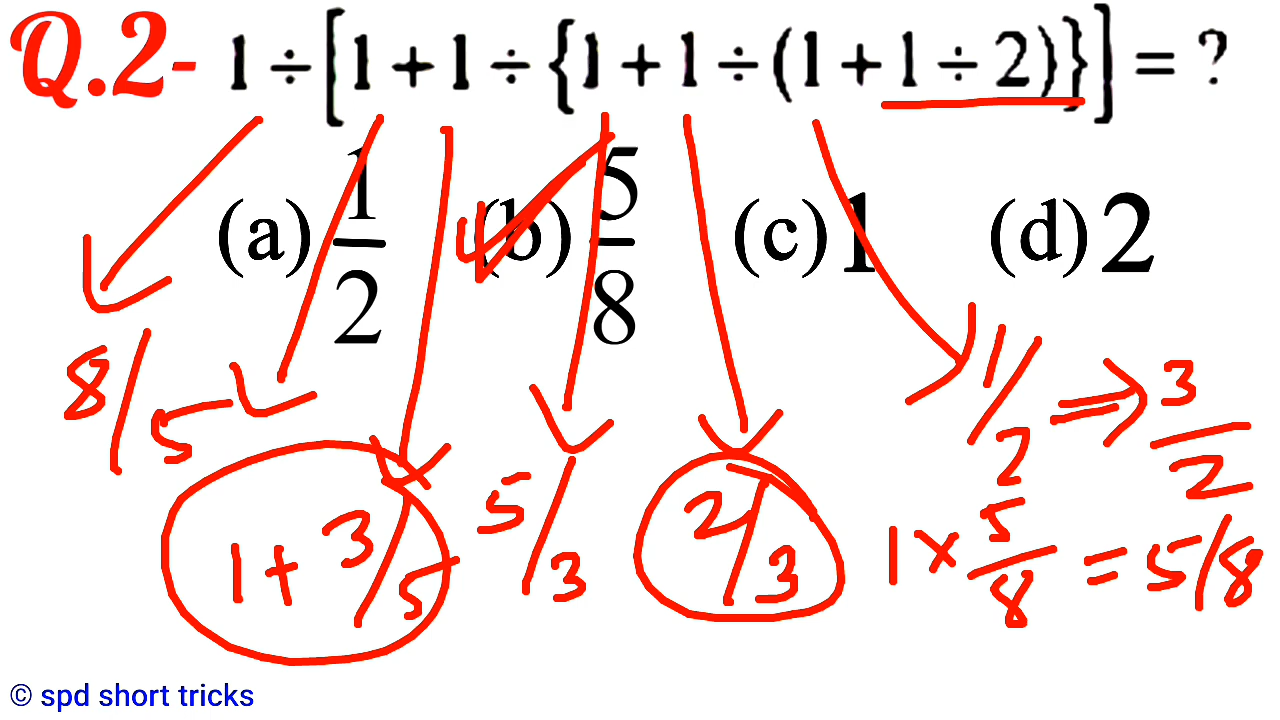 Q.2- 1 ÷ [1 + 1 ÷ {1 + 1 ÷ (1 + 1 ÷ 2)}] = ?
(a) 1/2 (b) 5/8 (c) 1 (d) 2
8/5
1 + 3/5
5/3
2/3
1/2 ⇒ 3/2
1 × 5/8 = 5/8
© spd short tricks